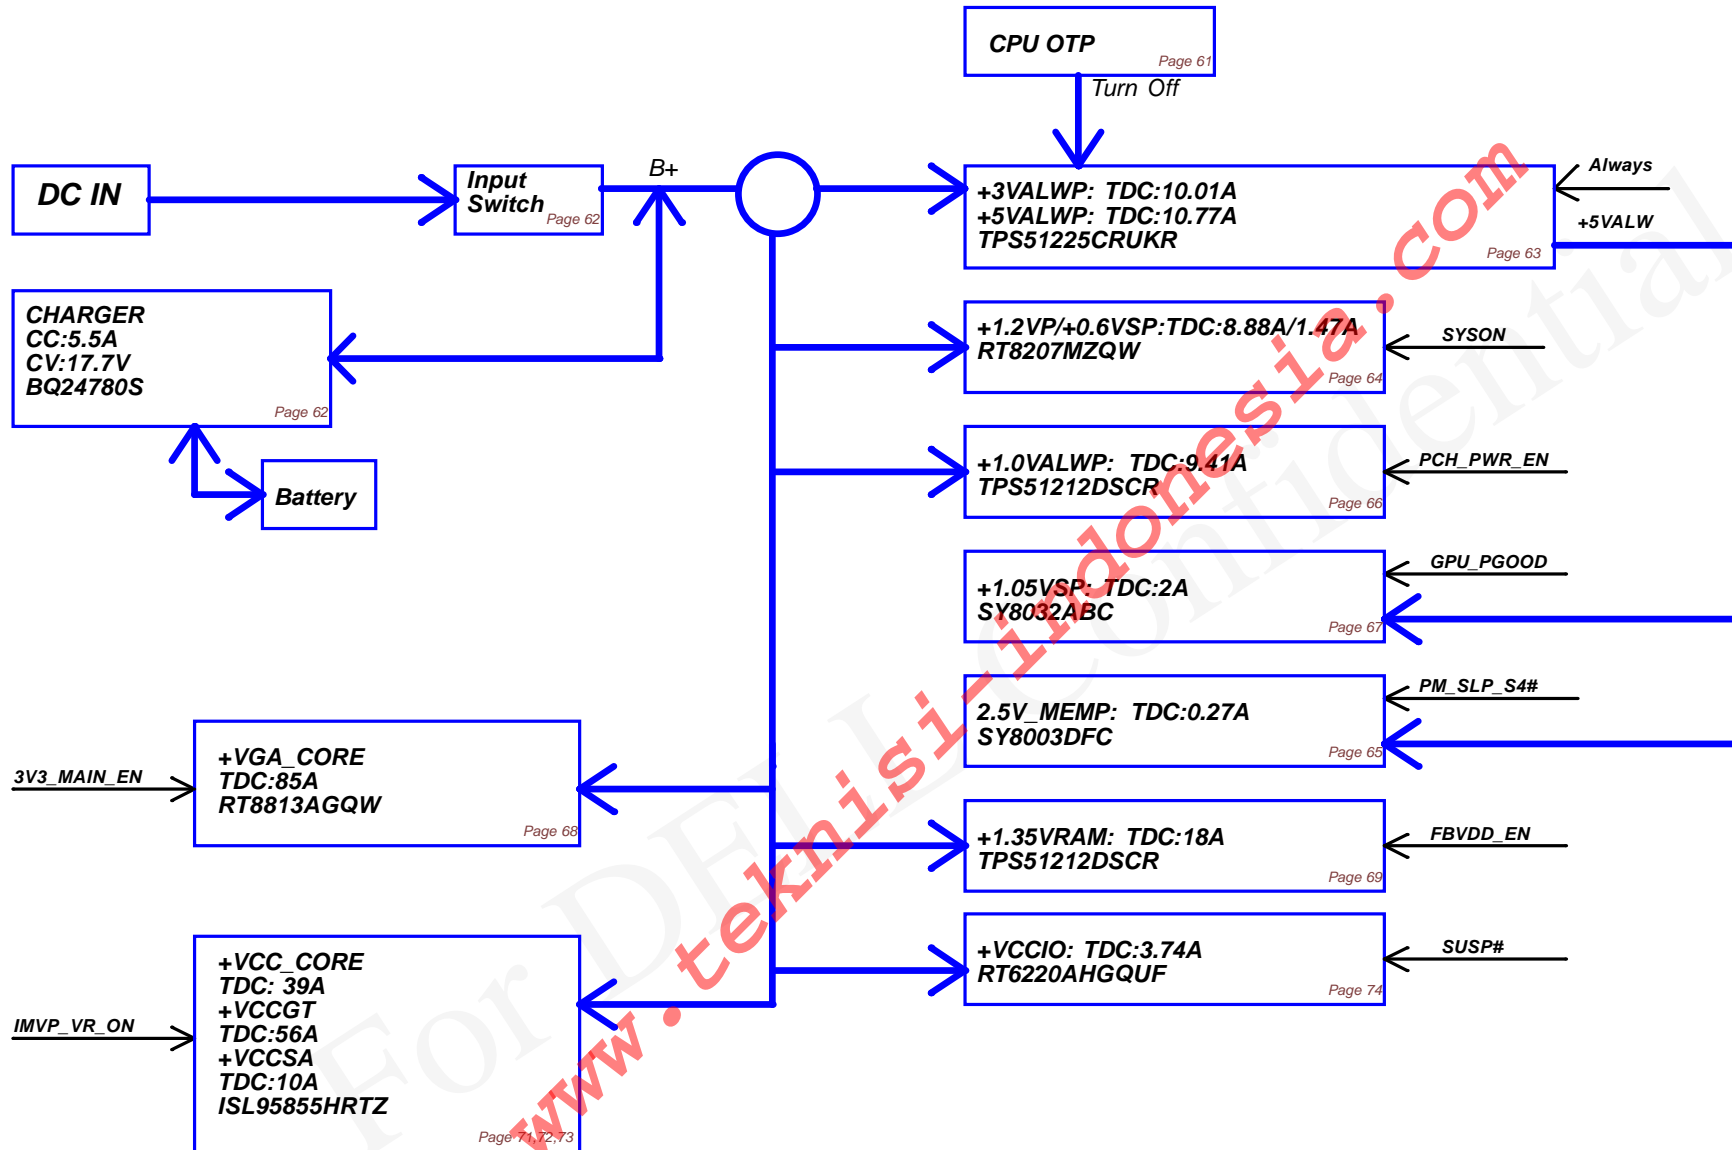 CPU OTP
Page 61
Turn Off
DC IN
Input
Switch
Page 62
B+
+3VALWP: TDC:10.01A
+5VALWP: TDC:10.77A
TPS51225CRUKR
Page 63
Always
+5VALW
CHARGER
CC:5.5A
CV:17.7V
BQ24780S
Page 62
Battery
+1.2VP/+0.6VSP:TDC:8.88A/1.47A
RT8207MZQW
Page 64
SYSON
+1.0VALWP: TDC:9.41A
TPS51212DSCR
Page 66
PCH_PWR_EN
+1.05VSP: TDC:2A
SY8032ABC
Page 67
GPU_PGOOD
2.5V_MEMP: TDC:0.27A
SY8003DFC
Page 65
PM_SLP_S4#
3V3_MAIN_EN
+VGA_CORE
TDC:85A
RT8813AGQW
Page 68
+1.35VRAM: TDC:18A
TPS51212DSCR
Page 69
FBVDD_EN
+VCCIO: TDC:3.74A
RT6220AHGQUF
Page 74
SUSP#
IMVP_VR_ON
+VCC_CORE
TDC: 39A
+VCCGT
TDC:56A
+VCCSA
TDC:10A
ISL95855HRTZ
Page 71,72,73
www.teknisi-indonesia.com
For DELL Confidential